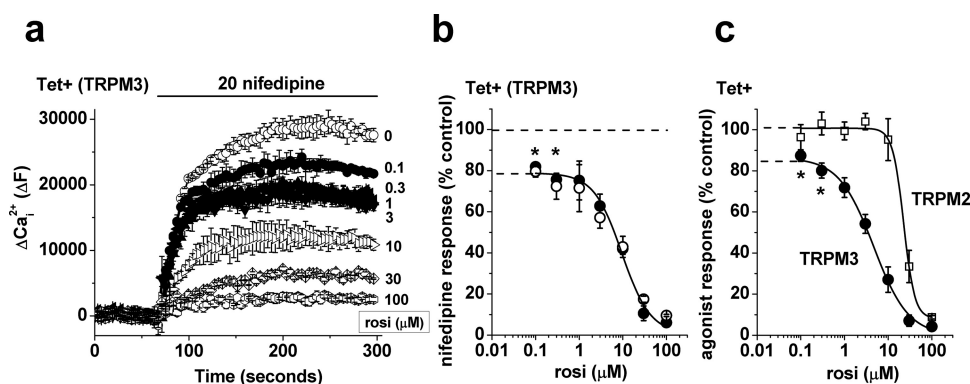 a
Tet+ (TRPM3)
20 nifedipine
ΔCa²⁺ᵢ (ΔF)
30000
20000
10000
0
0
0.1
0.3
1
3
10
30
100
rosi (μM)
0
100
200
300
Time (seconds)
b
Tet+ (TRPM3)
nifedipine response (% control)
100
80
60
40
20
0
* *
0.01
0.1
1
10
100
rosi (μM)
c
Tet+
agonist response (% control)
100
80
60
40
20
0
* *
TRPM2
TRPM3
0.01
0.1
1
10
100
rosi (μM)